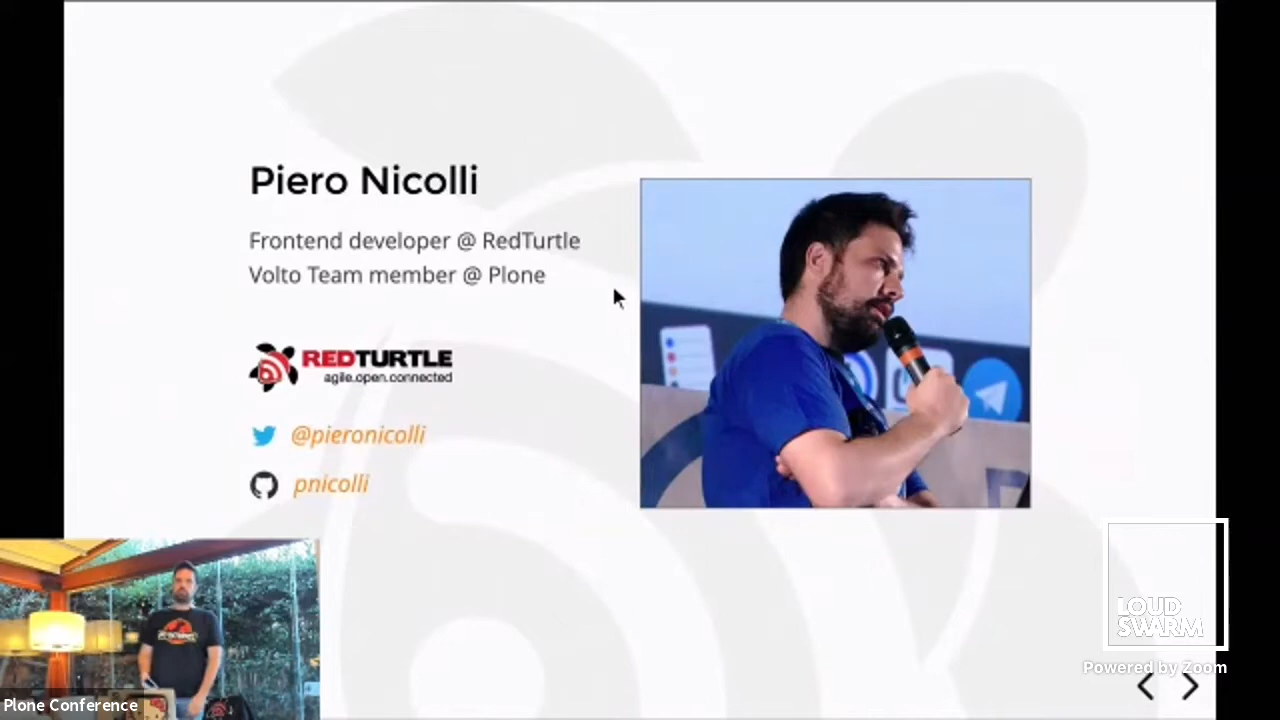 Piero Nicolli
Frontend developer @ RedTurtle
Volto Team member @ Plone
REDTURTLE
agile.open.connected
@pieronicolli
pnicolli
LOUD
SWARM
Powered by Zoom
Plone Conference